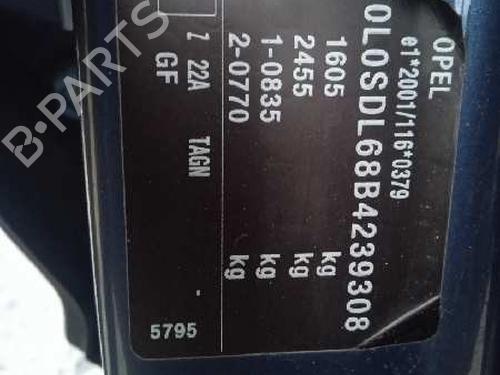 OPEL
e1*2001/116*0379
0L0SDL68B4239308
1605 kg
2455 kg
1-0835 kg
2-0770 kg
Z 22A TAGN
GF
5795
B-PARTS